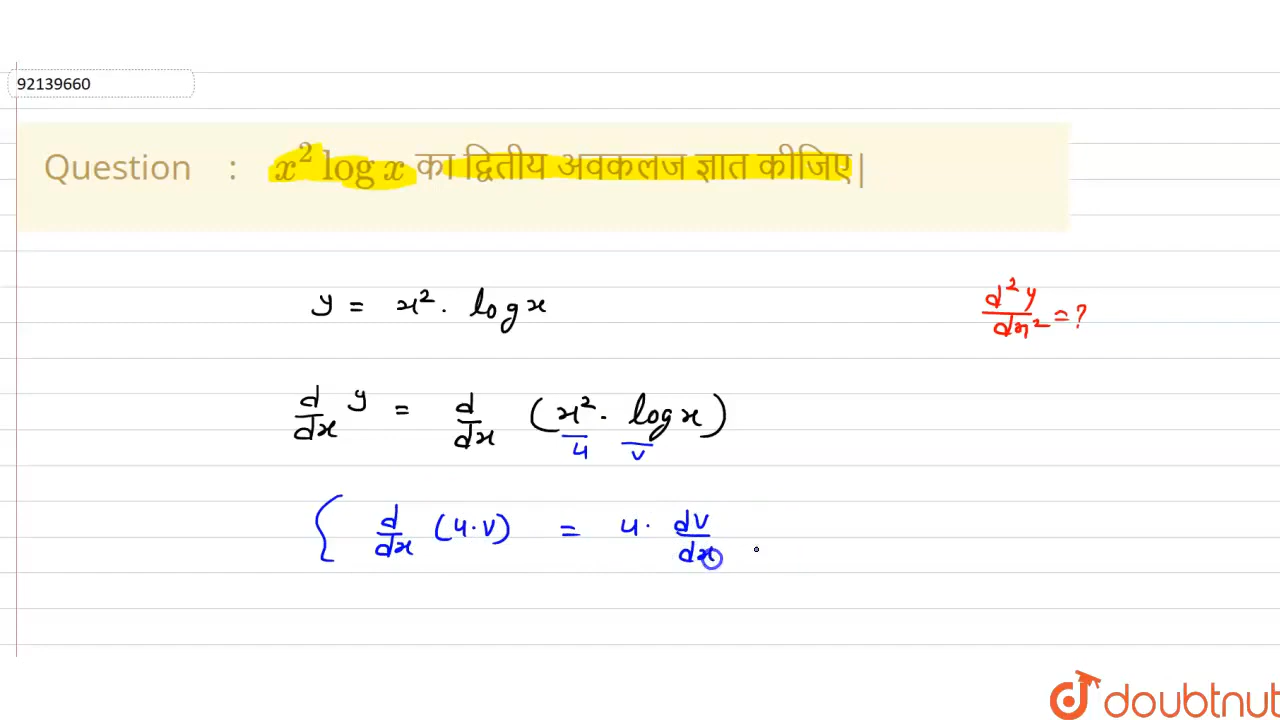 92139660
Question : x² log x का द्वितीय अवकलज ज्ञात कीजिए|
y = x² . log x
d²y/dx² = ?
d/dx y = d/dx (x² . log x)
u v
{ d/dx (u.v) = u . dv/dx
doubtnut